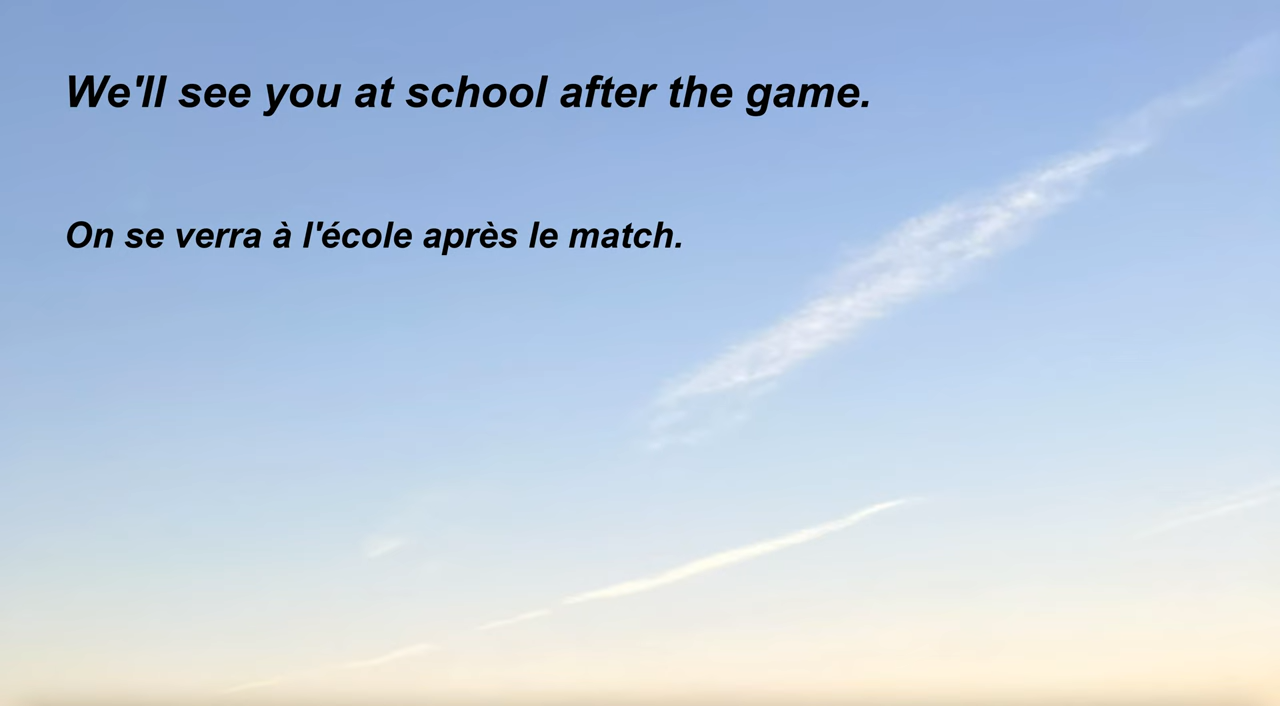 We'll see you at school after the game.
On se verra à l'école après le match.